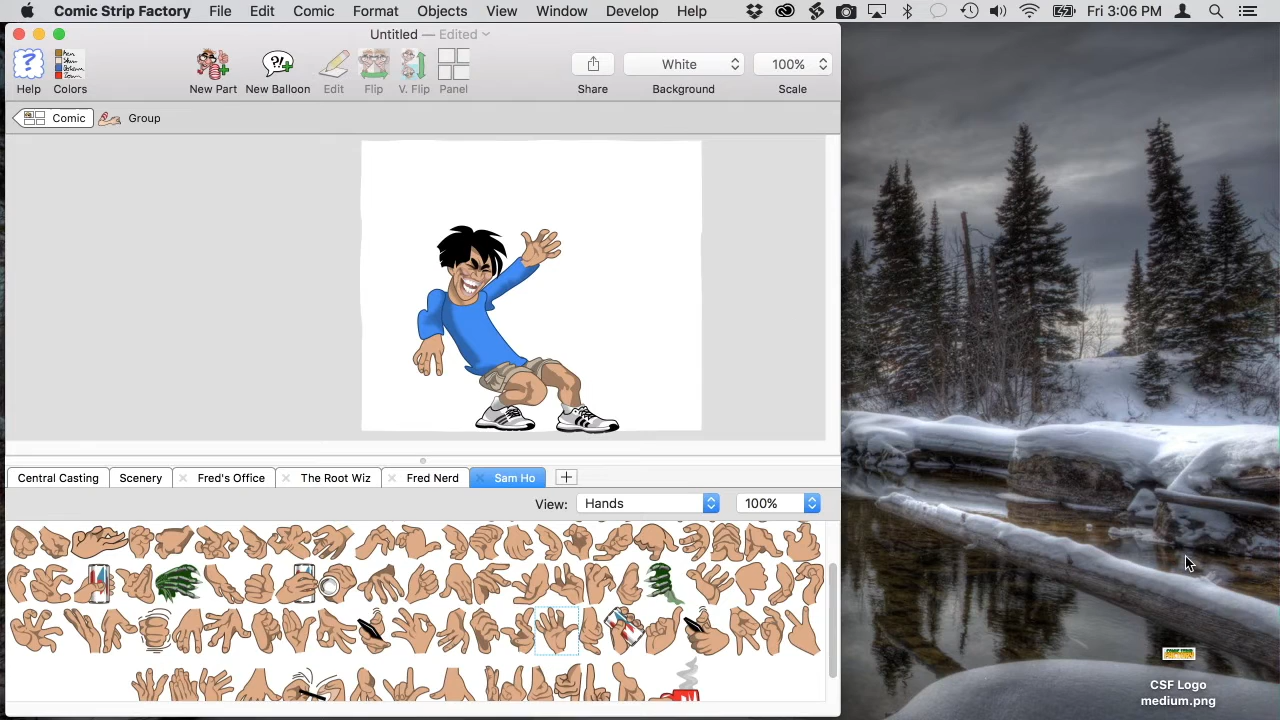 Comic Strip Factory File Edit Comic Format Objects View Window Develop Help Fri 3:06 PM
Untitled — Edited
Help Colors New Part New Balloon Edit Flip V. Flip Panel Share White Background 100% Scale
Comic Group
Central Casting Scenery Fred's Office The Root Wiz Fred Nerd Sam Ho
View: Hands 100%
CSF Logo
medium.png